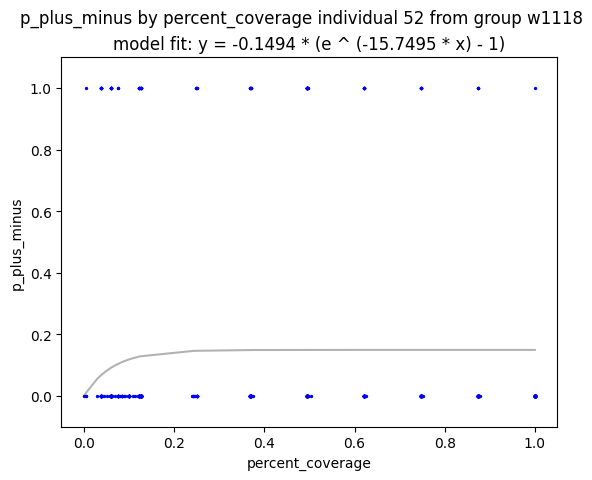 p_plus_minus by percent_coverage individual 52 from group w1118
model fit: y = -0.1494 * (e ^ (-15.7495 * x) - 1)
1.0
0.8
0.6
0.4
0.2
0.0
p_plus_minus
0.0 0.2 0.4 0.6 0.8 1.0
percent_coverage